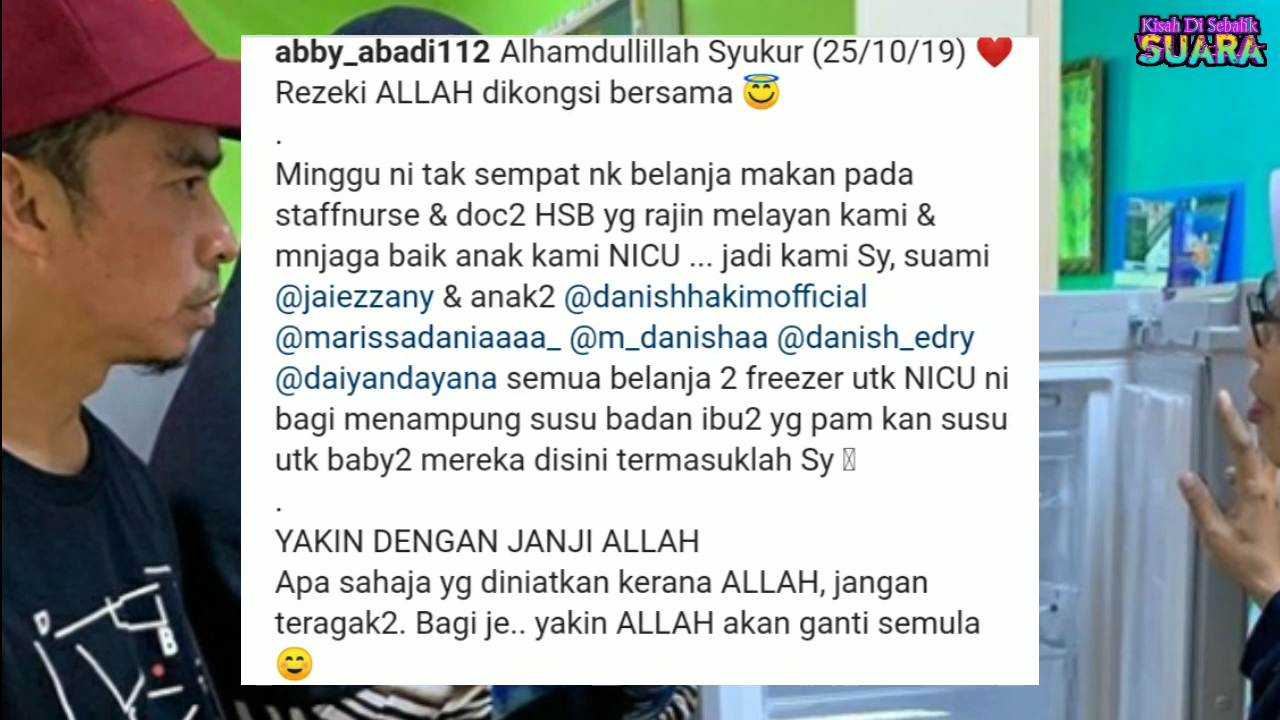 Kisah Di Sebalik
SUARA
abby_abadi112 Alhamdullillah Syukur (25/10/19) ❤️
Rezeki ALLAH dikongsi bersama 😇
.
Minggu ni tak sempat nk belanja makan pada
staffnurse & doc2 HSB yg rajin melayan kami &
mnjaga baik anak kami NICU ... jadi kami Sy, suami
@jaiezzany & anak2 @danishhakimofficial
@marissadaniaaaa_ @m_danishaa @danish_edry
@daiyandayana semua belanja 2 freezer utk NICU ni
bagi menampung susu badan ibu2 yg pam kan susu
utk baby2 mereka disini termasuklah Sy
.
YAKIN DENGAN JANJI ALLAH
Apa sahaja yg diniatkan kerana ALLAH, jangan
teragak2. Bagi je.. yakin ALLAH akan ganti semula
😊
D
B